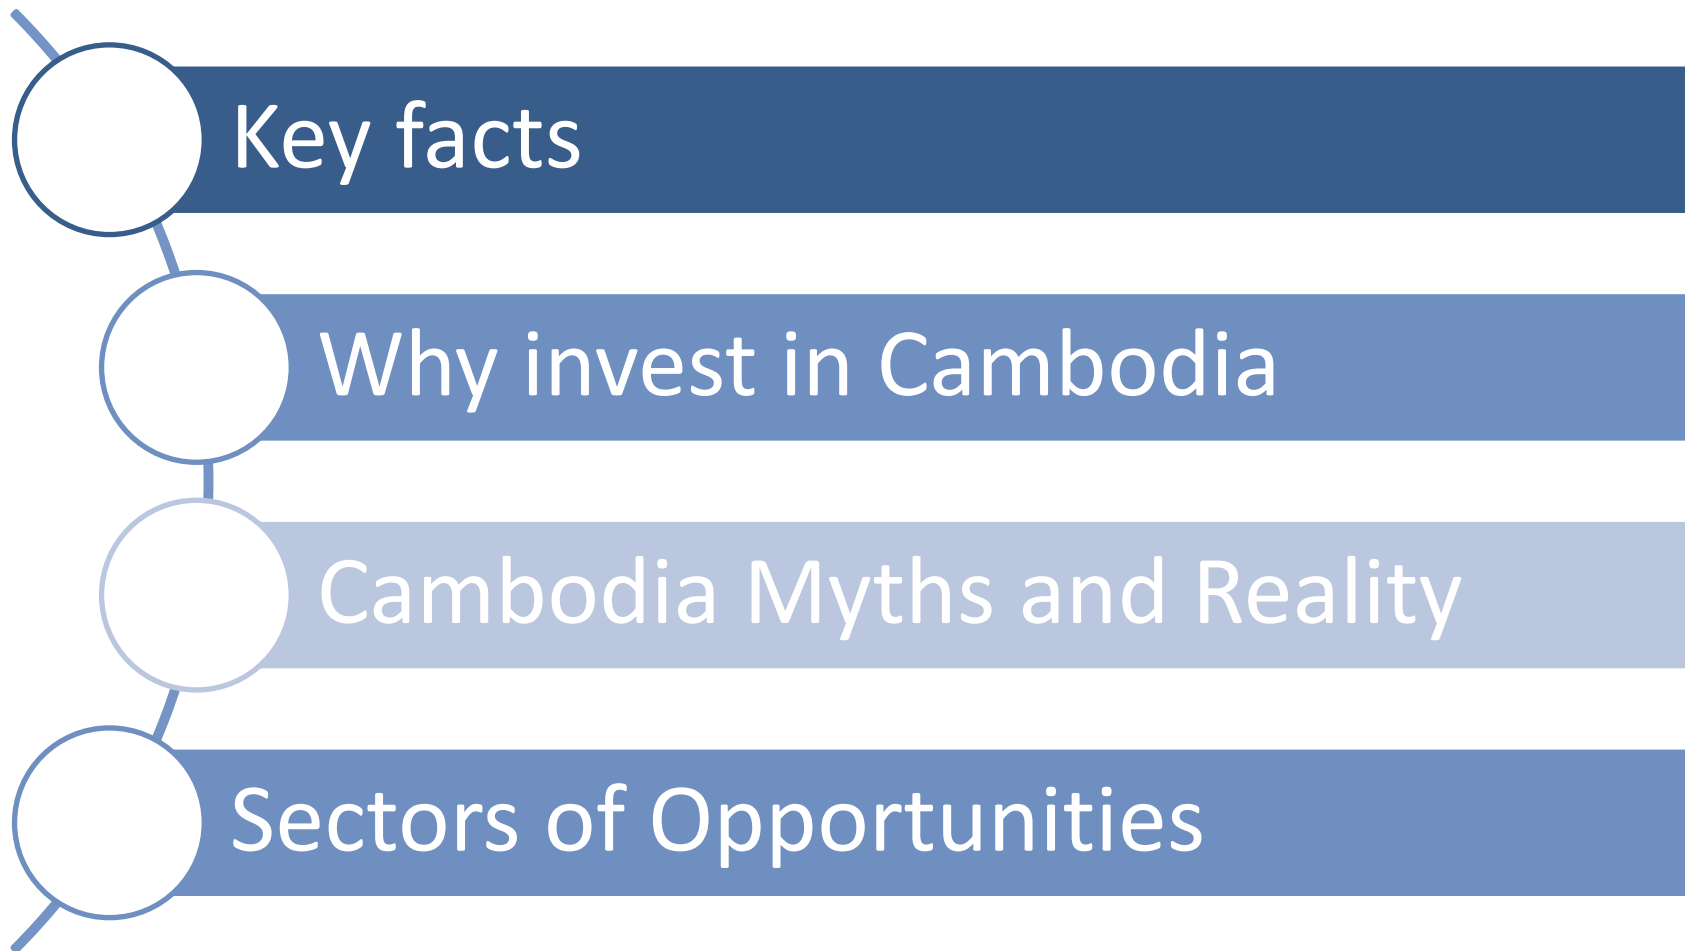 Key facts
Why invest in Cambodia
Cambodia Myths and Reality
Sectors of Opportunities